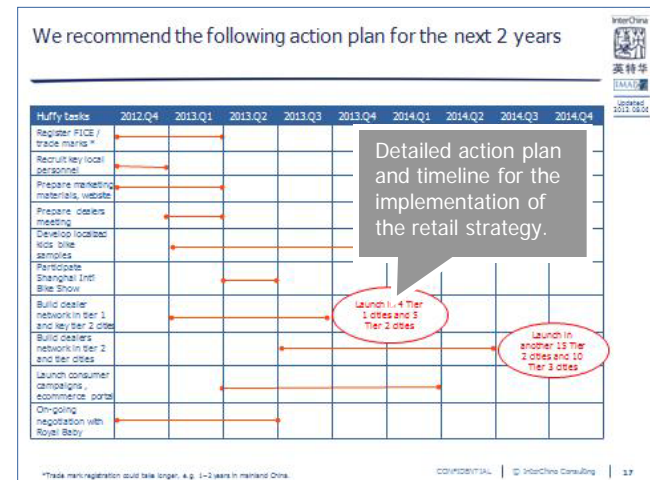 We recommend the following action plan for the next 2 years
InterChina
英特华
IMAP
Updated
Huffy tasks 2012.Q4 2013.Q1 2013.Q2 2013.Q3 2013.Q4 2014.Q1 2014.Q2 2014.Q3 2014.Q4
Register FICE /
trade marks *
Recruit key local
personnel
Prepare marketing
materials, website
Prepare dealers
meeting
Develop localized
kids bike
samples
Participate
Shanghai Int'l
Bike Show
Build dealer
network in tier 1
and key tier 2 cities
Build dealers
network in tier 2
and tier cities
Launch consumer
campaigns,
ecommerce portal
On-going
negotiation with
Royal Baby
Detailed action plan
and timeline for the
implementation of
the retail strategy.
Launch 4 Tier
1 cities and 5
Tier 2 cities
Launch in
another 15 Tier
2 cities and 10
Tier 3 cities
*Trade mark registration could take longer, e.g. 1–2 years in mainland China.
CONFIDENTIAL | © InterChina Consulting | 17